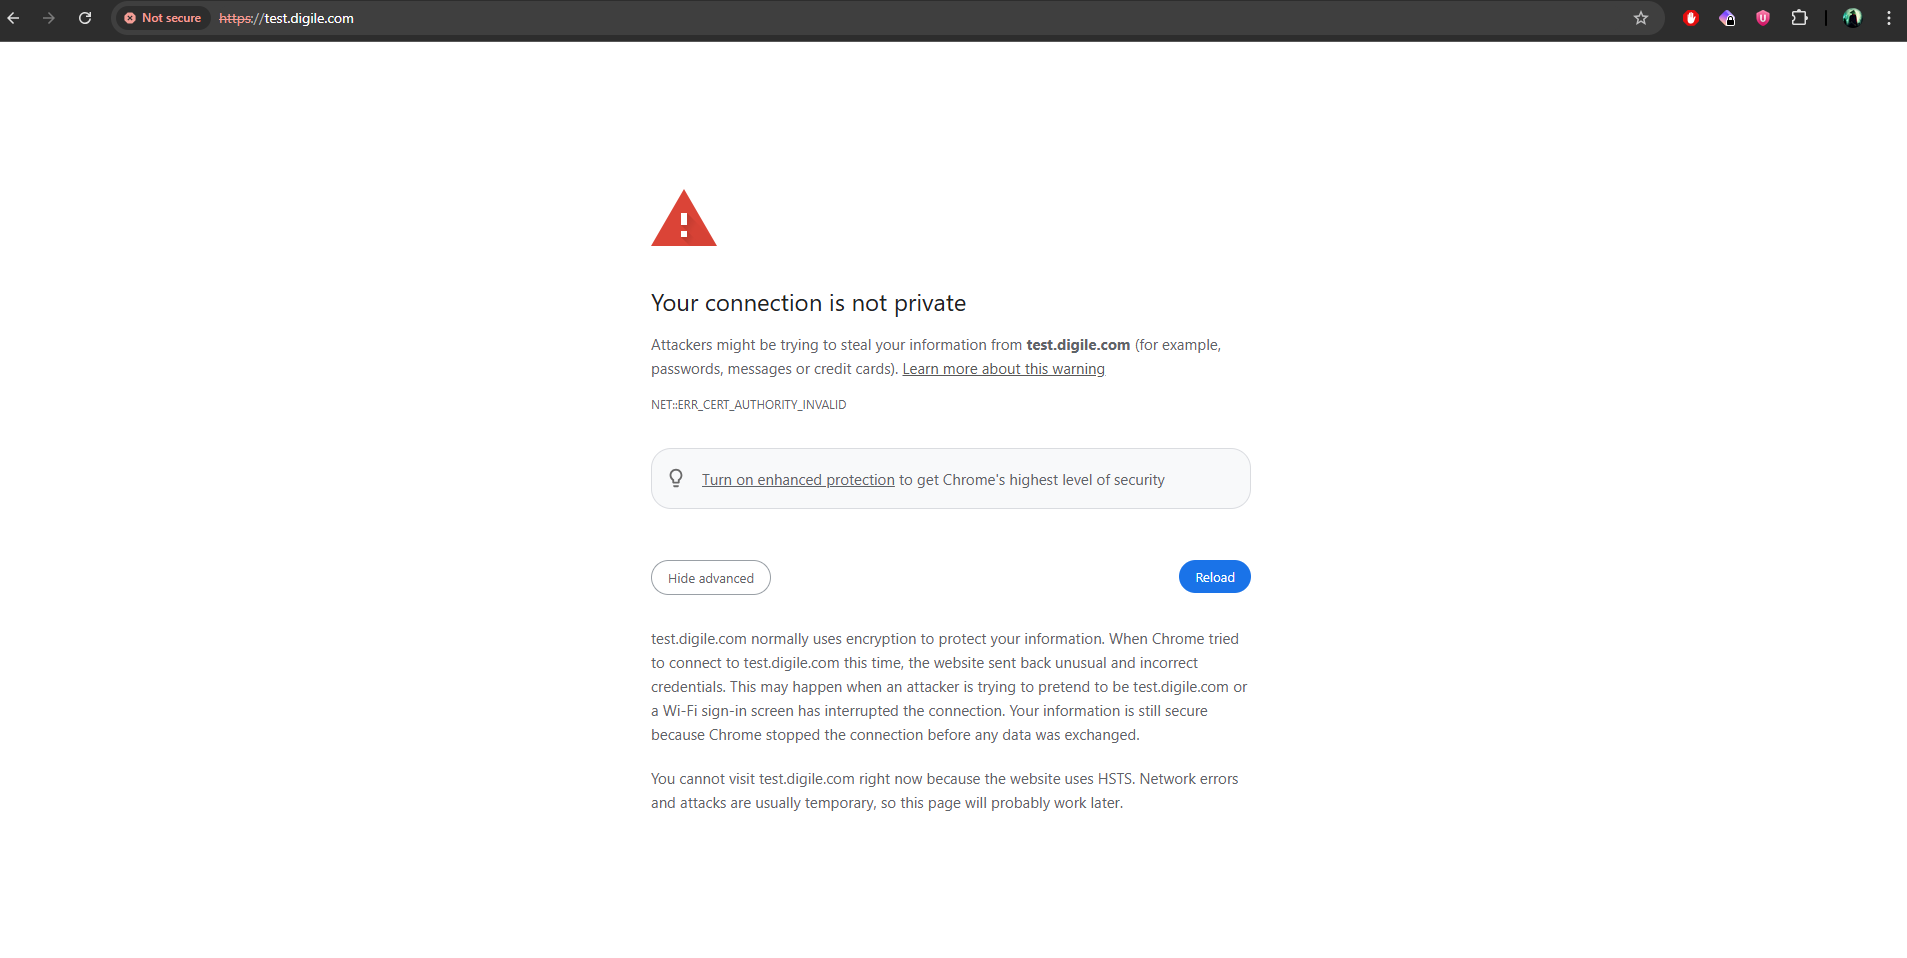 Not secure https://test.digile.com
Your connection is not private
Attackers might be trying to steal your information from test.digile.com (for example,
passwords, messages or credit cards). Learn more about this warning
NET::ERR_CERT_AUTHORITY_INVALID
Turn on enhanced protection to get Chrome's highest level of security
Hide advanced
Reload
test.digile.com normally uses encryption to protect your information. When Chrome tried
to connect to test.digile.com this time, the website sent back unusual and incorrect
credentials. This may happen when an attacker is trying to pretend to be test.digile.com or
a Wi-Fi sign-in screen has interrupted the connection. Your information is still secure
because Chrome stopped the connection before any data was exchanged.
You cannot visit test.digile.com right now because the website uses HSTS. Network errors
and attacks are usually temporary, so this page will probably work later.